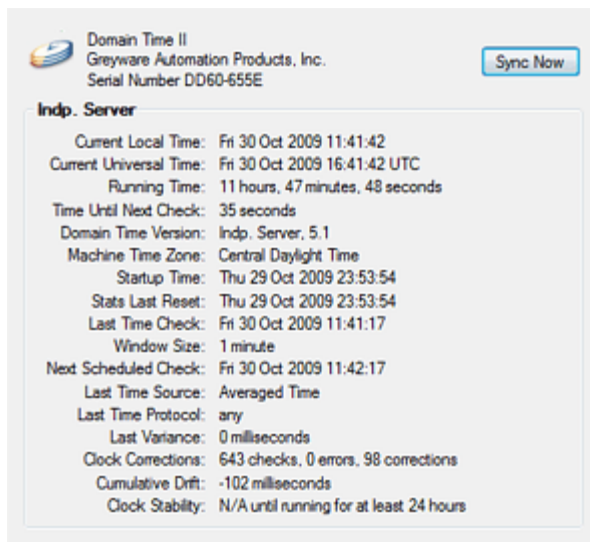 Domain Time II
Greyware Automation Products, Inc.
Serial Number DD60-655E
Sync Now
Indp. Server
Current Local Time: Fri 30 Oct 2009 11:41:42
Current Universal Time: Fri 30 Oct 2009 16:41:42 UTC
Running Time: 11 hours, 47 minutes, 48 seconds
Time Until Next Check: 35 seconds
Domain Time Version: Indp. Server, 5.1
Machine Time Zone: Central Daylight Time
Startup Time: Thu 29 Oct 2009 23:53:54
Stats Last Reset: Thu 29 Oct 2009 23:53:54
Last Time Check: Fri 30 Oct 2009 11:41:17
Window Size: 1 minute
Next Scheduled Check: Fri 30 Oct 2009 11:42:17
Last Time Source: Averaged Time
Last Time Protocol: any
Last Variance: 0 milliseconds
Clock Corrections: 643 checks, 0 errors, 98 corrections
Cumulative Drift: -102 milliseconds
Clock Stability: N/A until running for at least 24 hours